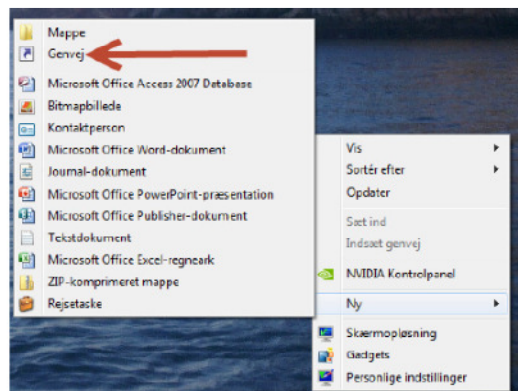 Mappe
Genvej
Microsoft Office Access 2007 Database
Bitmapbillede
Kontaktperson
Microsoft Office Word-dokument
Journal-dokument
Microsoft Office PowerPoint-præsentation
Microsoft Office Publisher-dokument
Tekstdokument
Microsoft Office Excel-regneark
ZIP-komprimeret mappe
Rejsetaske
Vis
Sortér efter
Opdater
Sæt ind
Indsæt genvej
NVIDIA Kontrolpanel
Ny
Skærmopløsning
Gadgets
Personlige indstillinger